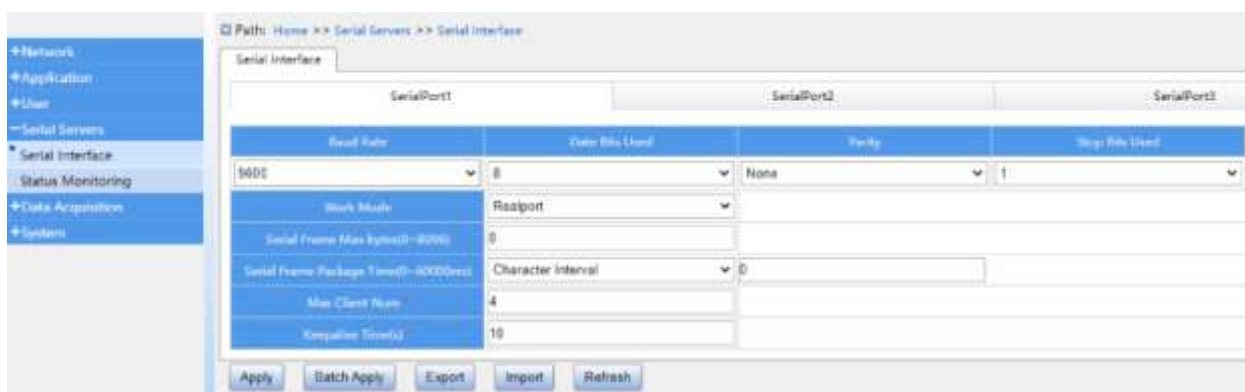 Path: Home >> Serial Servers >> Serial Interface
+Network
+Application
+User
−Serial Servers
Serial Interface
Status Monitoring
+Data Acquisition
+System
Serial Interface
SerialPort1 SerialPort2 SerialPort3
Baud Rate Date Bits Used Parity Stop Bits Used
9600 8 None 1
Work Mode Realport
Serial Frame Max bytes(0~8000) 0
Serial Frame Package Time(0~60000ms) Character Interval 0
Max Client Num 4
Keepalive Time(s) 10
Apply Batch Apply Export Import Refresh